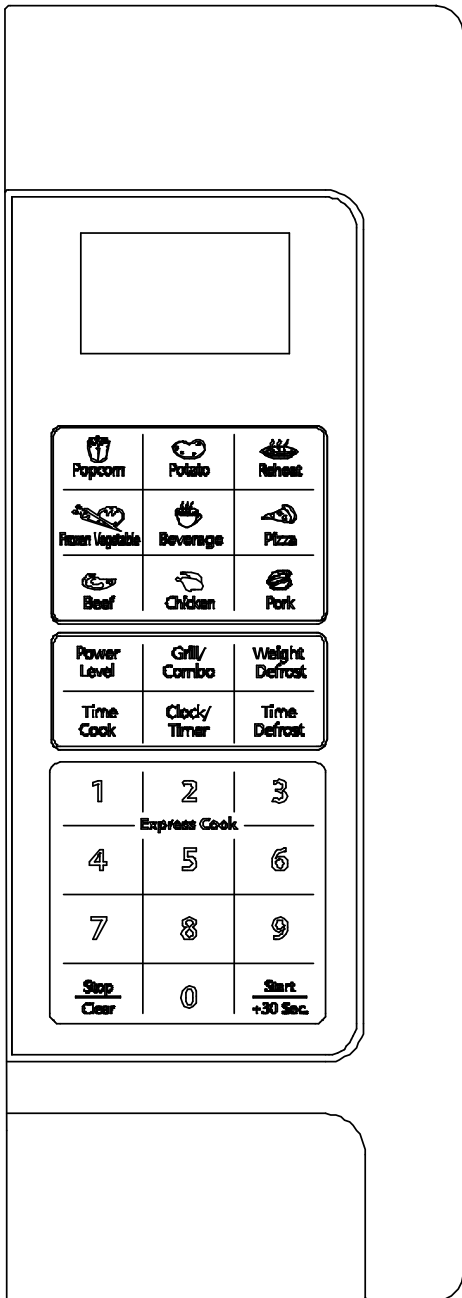 Popcorn Potato Reheat
Frozen Vegetable Beverage Pizza
Beef Chicken Pork
Power Grill/ Weight
Level Combo Defrost
Time Clock/ Time
Cook Timer Defrost
1 2 3
Express Cook
4 5 6
7 8 9
Stop 0 Start
Clear +30 Sec.